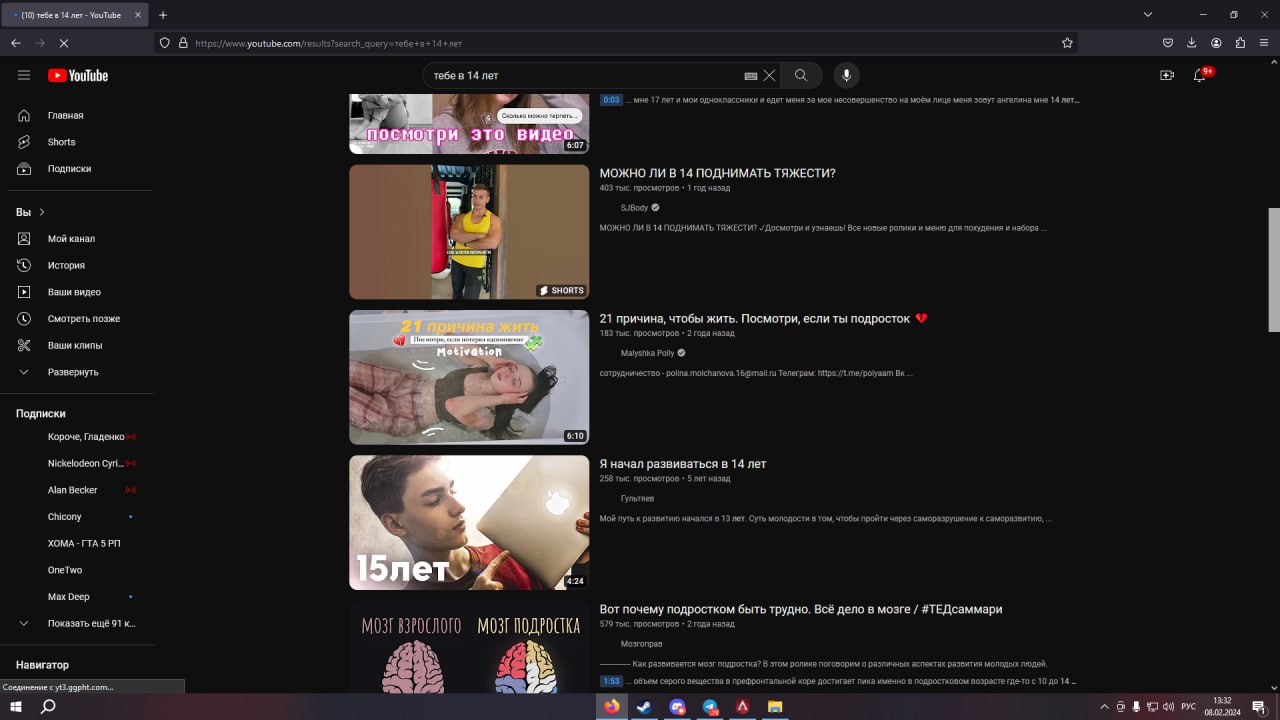 (10) тебе в 14 лет - YouTube
https://www.youtube.com/results?search_query=тебе+в+14+лет
YouTube
тебе в 14 лет
9+
Главная
Shorts
Подписки
Вы
Мой канал
История
Ваши видео
Смотреть позже
Ваши клипы
Развернуть
Подписки
Короче, Гладенко
Nickelodeon Cyri...
Alan Becker
Chicony
ХОМА - ГТА 5 РП
OneTwo
Max Deep
Показать ещё 91 к...
Навигатор
Соединение с yt3.ggpht.com...
Сколько можно терпеть...
посмотри это видео
6:07
0:03 ... мне 17 лет и мои одноклассники и едет меня за мое несовершенство на моём лице меня зовут ангелина мне 14 лет...
SHORTS
МОЖНО ЛИ В 14 ПОДНИМАТЬ ТЯЖЕСТИ?
403 тыс. просмотров • 1 год назад
SJBody
МОЖНО ЛИ В 14 ПОДНИМАТЬ ТЯЖЕСТИ? ✓Досмотри и узнаешь! Все новые ролики и меню для похудения и набора ...
21 причина жить
Посмотри, если потерял вдохновение
Motivation
6:10
21 причина, чтобы жить. Посмотри, если ты подросток 💔
183 тыс. просмотров • 2 года назад
Malyshka Polly
сотрудничество - polina.molchanova.16@mail.ru Телеграм: https://t.me/polyaam Вк ...
15лет
4:24
Я начал развиваться в 14 лет
258 тыс. просмотров • 5 лет назад
Гультяев
Мой путь к развитию начался в 13 лет. Суть молодости в том, чтобы пройти через саморазрушение к саморазвитию, ...
МОЗГ ВЗРОСЛОГО МОЗГ ПОДРОСТКА
Вот почему подростком быть трудно. Всё дело в мозге / #ТЕДсаммари
579 тыс. просмотров • 2 года назад
Мозгоправ
———— Как развивается мозг подростка? В этом ролике поговорим о различных аспектах развития молодых людей.
1:53 ... объем серого вещества в префронтальной коре достигает пика именно в подростковом возрасте где-то с 10 до 14 ...
РУС
13:32
08.02.2024
1